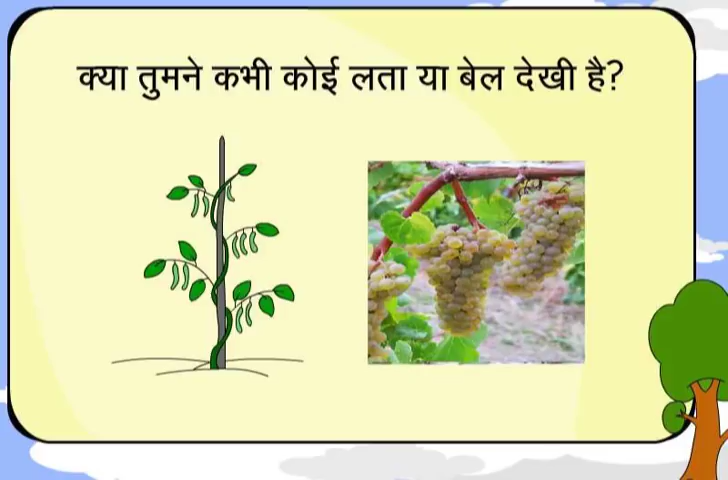 क्या तुमने कभी कोई लता या बेल देखी है?